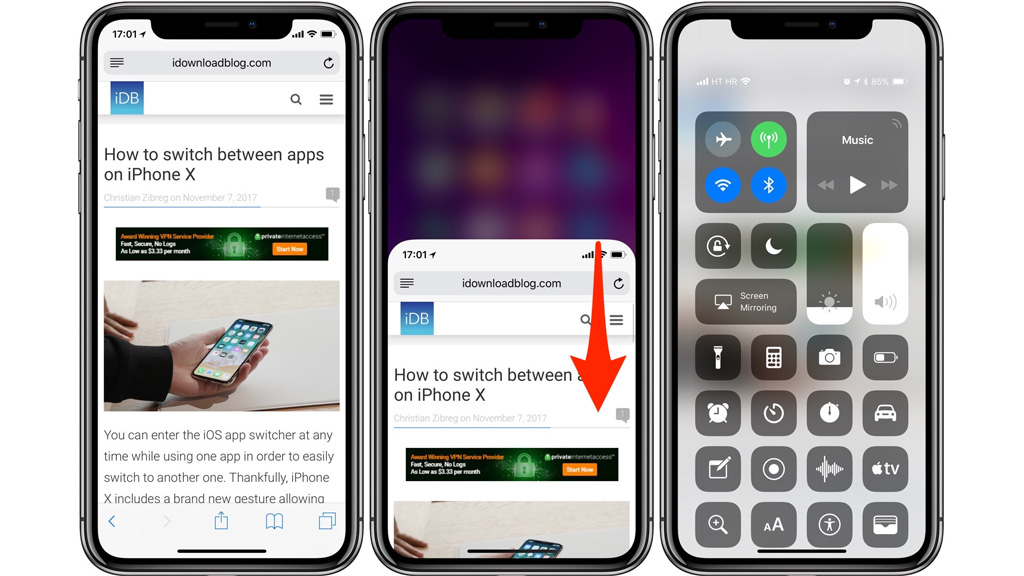 17:01
idownloadblog.com
iDB
How to switch between apps
on iPhone X
Christian Zibreg on November 7, 2017
1
Award Winning VPN Service Provider
Fast, Secure, No Logs
As Low as $3.33 per month
privateinternetaccess™
Start Now
You can enter the iOS app switcher at any
time while using one app in order to easily
switch to another one. Thankfully, iPhone
X includes a brand new gesture allowing
17:01
idownloadblog.com
iDB
How to switch between a
on iPhone X
Christian Zibreg on November 7, 2017
1
Award Winning VPN Service Provider
Fast, Secure, No Logs
As Low as $3.33 per month
privateinternetaccess™
Start Now
HT HR
85%
Music
Screen
Mirroring
tv
AA